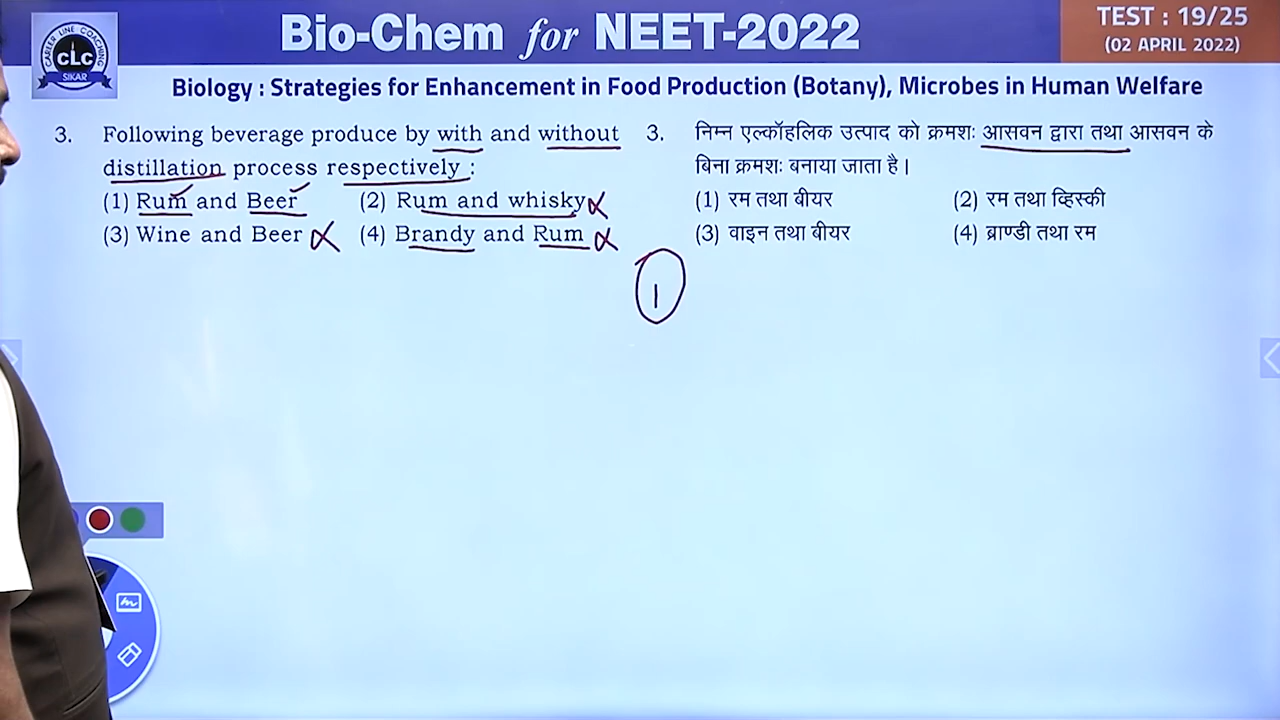 Bio-Chem for NEET-2022
TEST : 19/25
(02 APRIL 2022)
CAREER LINE COACHING
CLC
SIKAR
Biology : Strategies for Enhancement in Food Production (Botany), Microbes in Human Welfare
3. Following beverage produce by with and without
distillation process respectively :
(1) Rum and Beer (2) Rum and whisky
(3) Wine and Beer (4) Brandy and Rum
3. निम्न एल्कॉहलिक उत्पाद को क्रमशः आसवन द्वारा तथा आसवन के
बिना क्रमशः बनाया जाता है।
(1) रम तथा बीयर (2) रम तथा व्हिस्की
(3) वाइन तथा बीयर (4) ब्राण्डी तथा रम
1